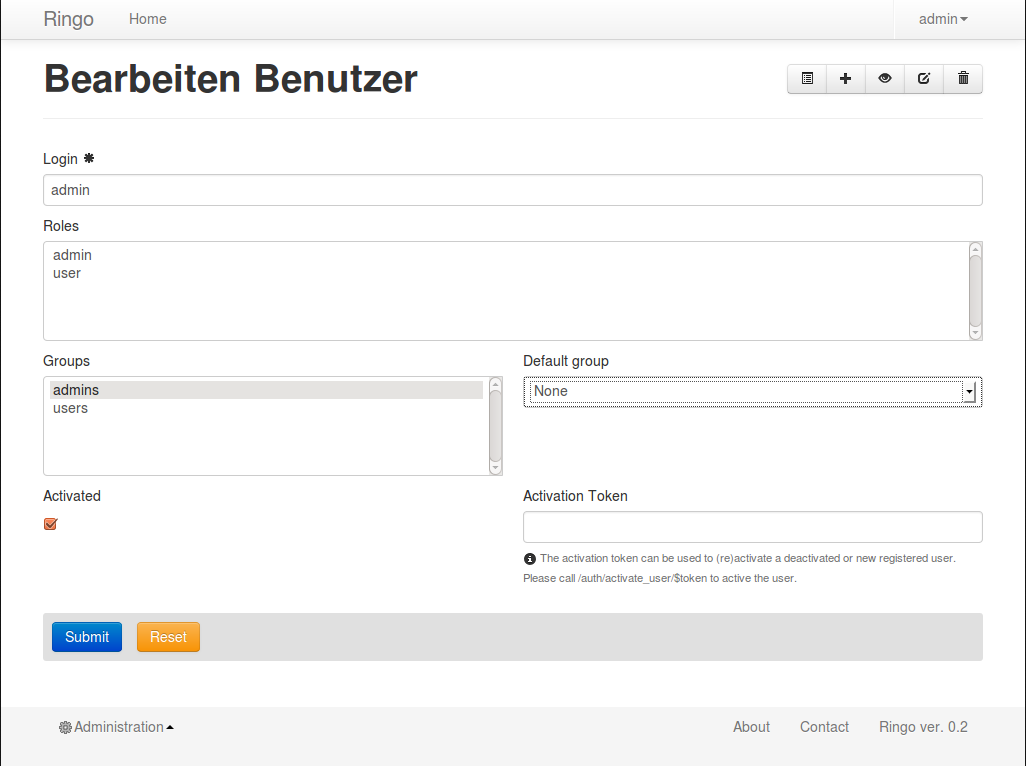 Ringo Home admin
Bearbeiten Benutzer
Login
admin
Roles
admin
user
Groups Default group
admins None
users
Activated Activation Token
The activation token can be used to (re)activate a deactivated or new registered user.
Please call /auth/activate_user/$token to active the user.
Submit Reset
Administration About Contact Ringo ver. 0.2